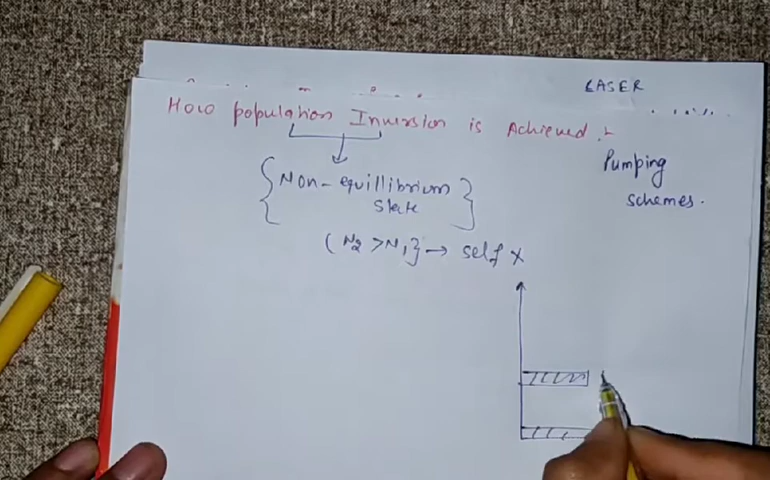 LASER
How population Inversion is Achieved :-
Pumping
schemes.
{Non-equillibrium
State}
(N2 > N1} → self x